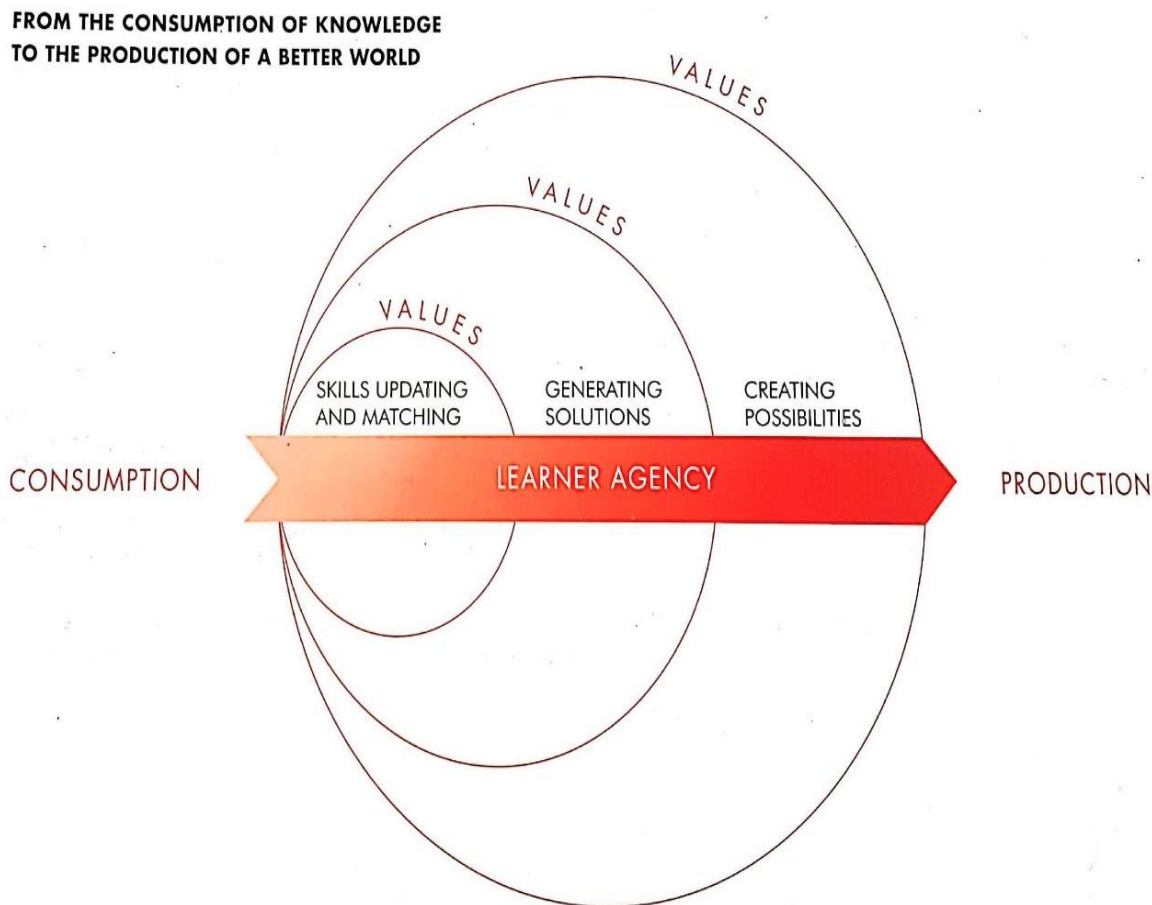 FROM THE CONSUMPTION OF KNOWLEDGE
TO THE PRODUCTION OF A BETTER WORLD
VALUES
VALUES
VALUES
SKILLS UPDATING
AND MATCHING
GENERATING
SOLUTIONS
CREATING
POSSIBILITIES
CONSUMPTION
LEARNER AGENCY
PRODUCTION